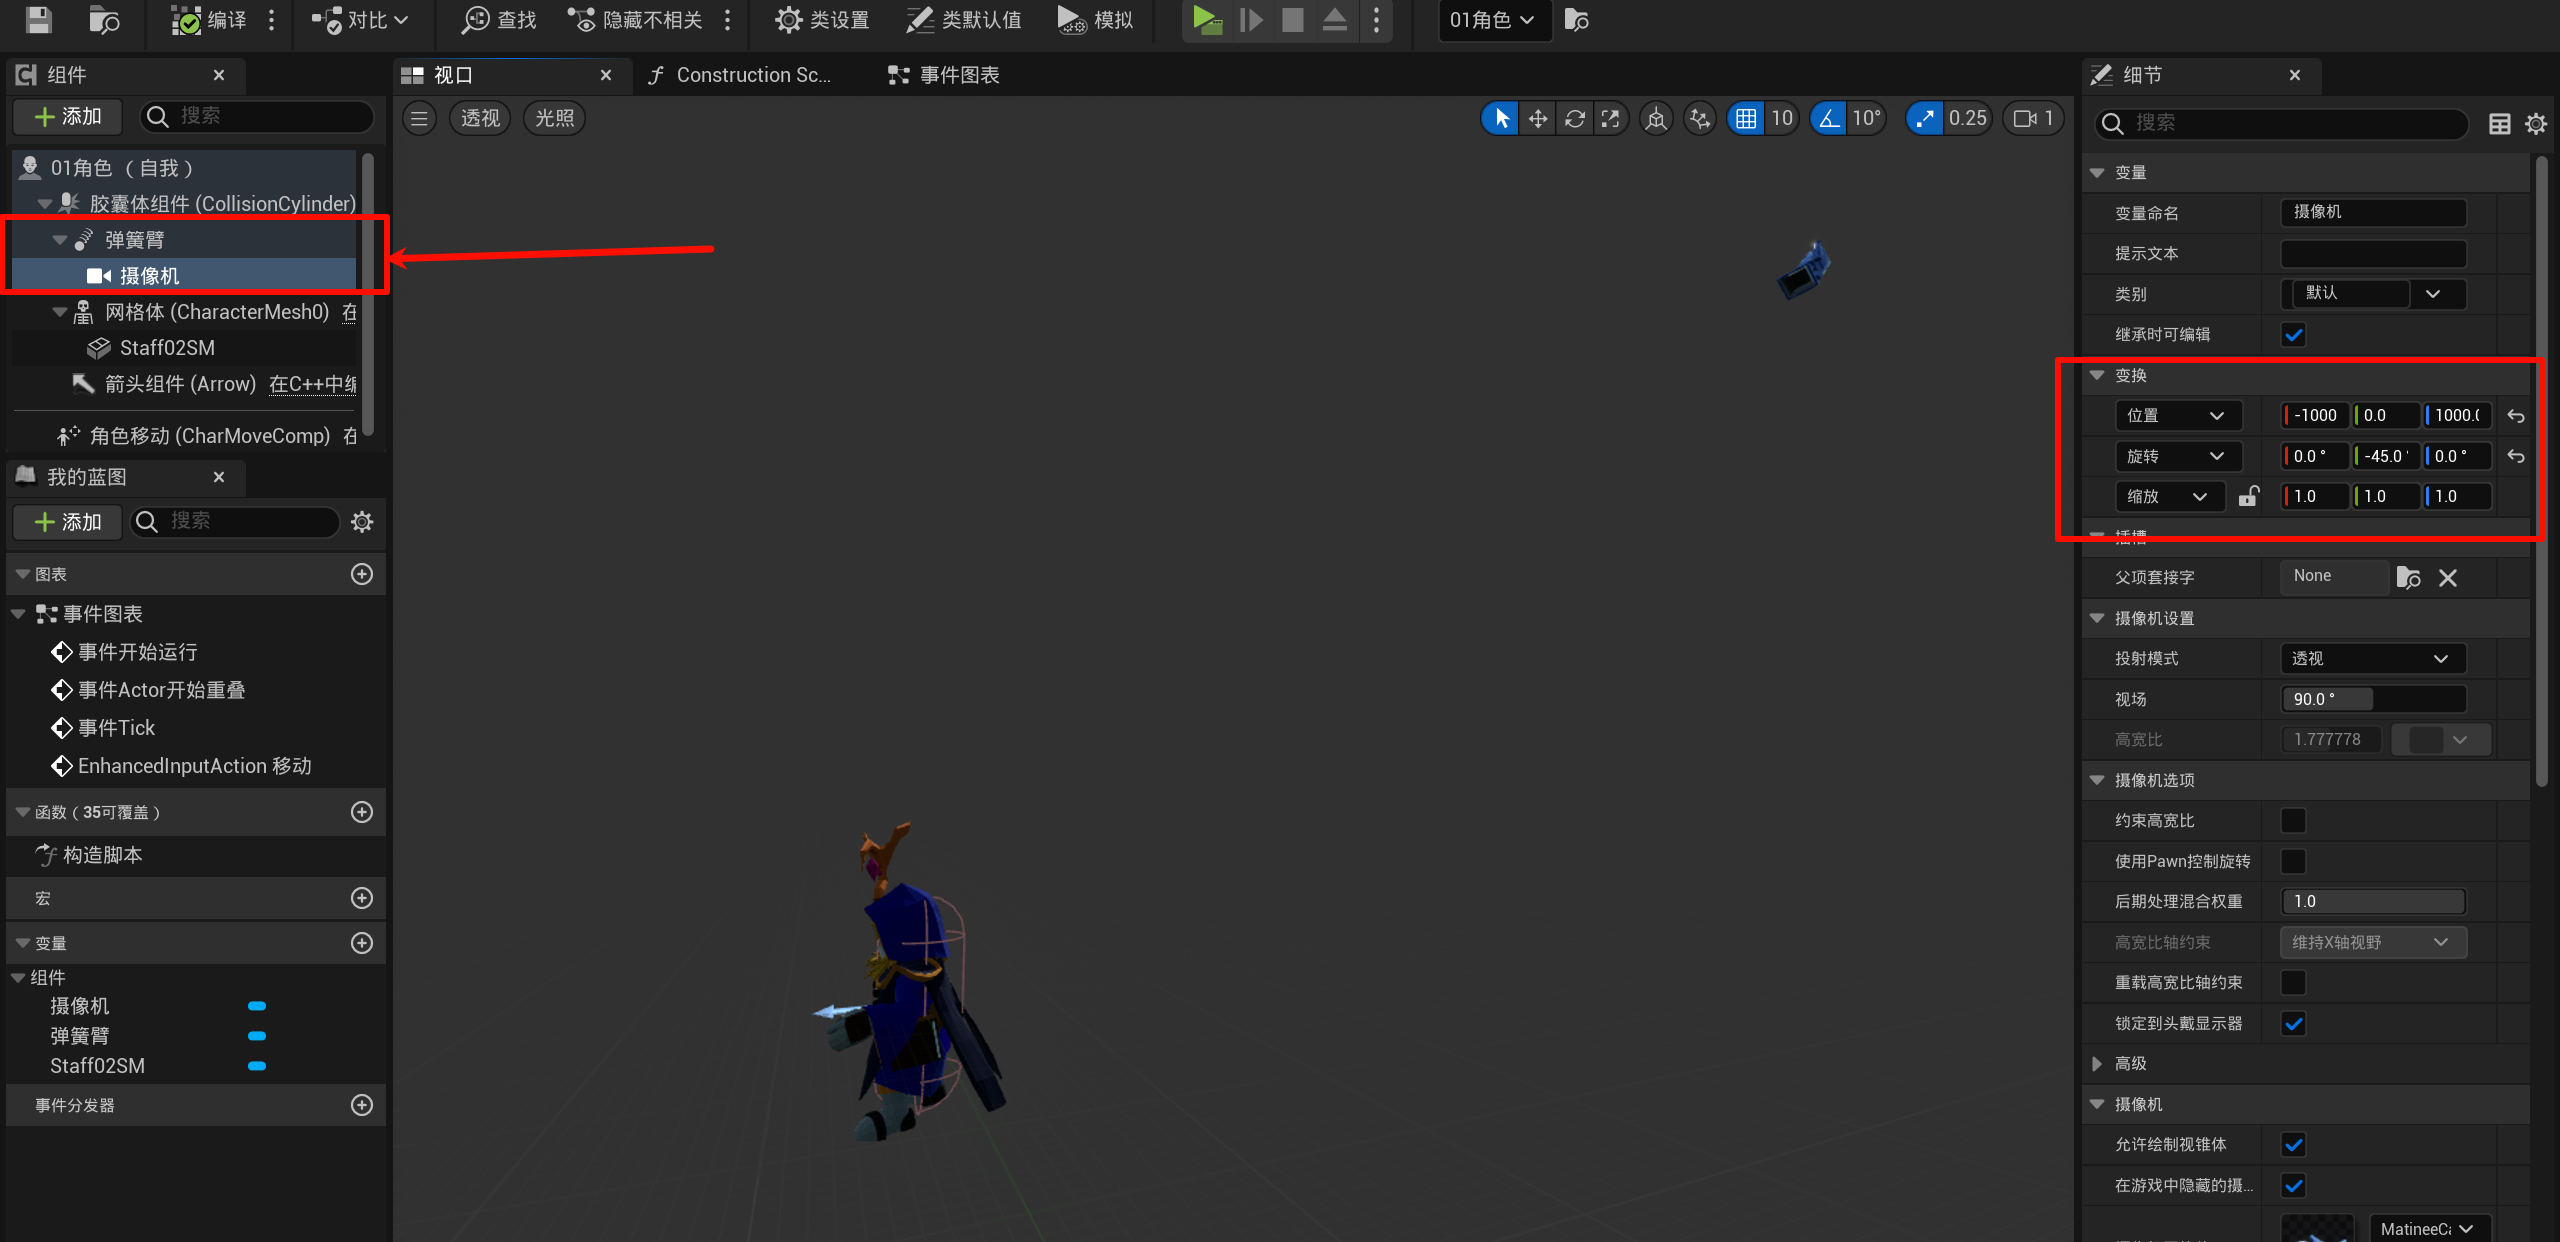 编译
对比
查找
隐藏不相关
类设置
类默认值
模拟
01角色
组件
视口
Construction Sc...
事件图表
细节
添加
搜索
透视
光照
10
10°
0.25
1
搜索
01角色 （自我）
胶囊体组件 (CollisionCylinder)
弹簧臂
摄像机
网格体 (CharacterMesh0) 在
Staff02SM
箭头组件 (Arrow) 在C++中编
角色移动 (CharMoveComp) 在
我的蓝图
添加
搜索
图表
事件图表
事件开始运行
事件Actor开始重叠
事件Tick
EnhancedInputAction 移动
函数（35可覆盖）
构造脚本
宏
变量
组件
摄像机
弹簧臂
Staff02SM
事件分发器
变量
变量命名 摄像机
提示文本
类别 默认
继承时可编辑
变换
位置 -1000 0.0 1000.
旋转 0.0 ° -45.0 ° 0.0 °
缩放 1.0 1.0 1.0
插槽
父项套接字 None
摄像机设置
投射模式 透视
视场 90.0 °
高宽比 1.777778
摄像机选项
约束高宽比
使用Pawn控制旋转
后期处理混合权重 1.0
高宽比轴约束 维持X轴视野
重载高宽比轴约束
锁定到头戴显示器
高级
摄像机
允许绘制视锥体
在游戏中隐藏的摄...
MatineeCa